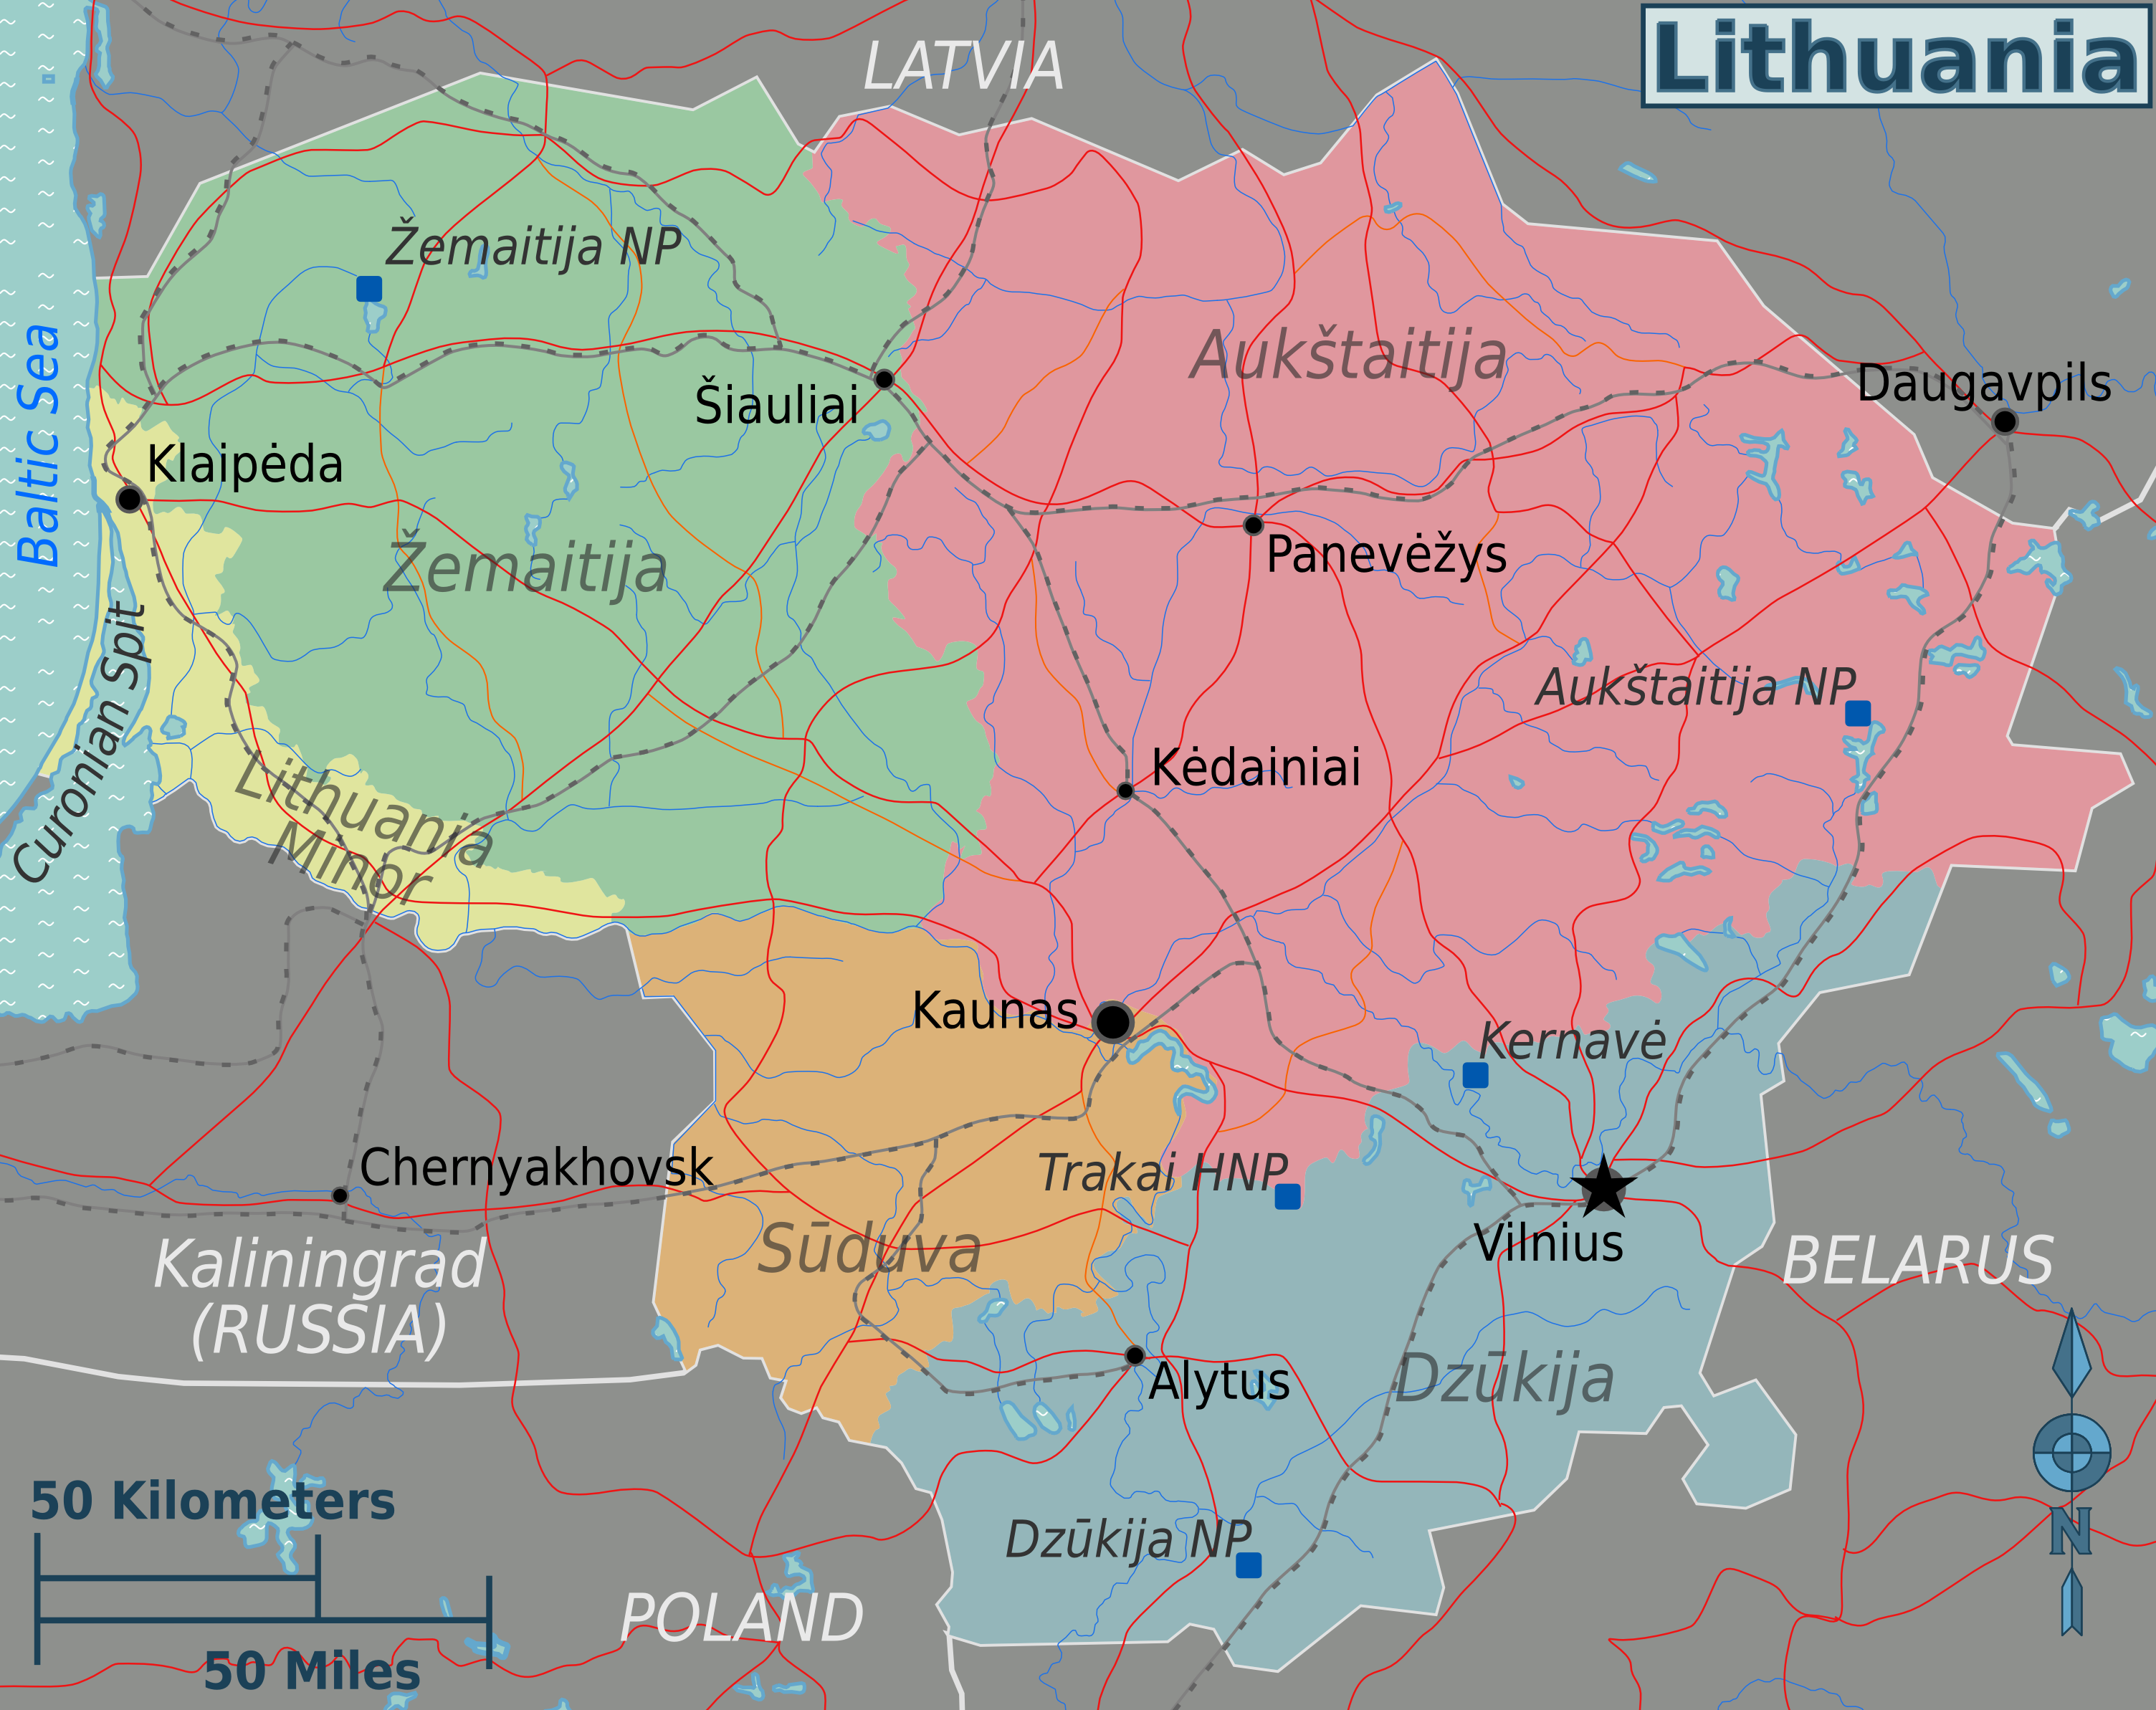 Lithuania
LATVIA
Žemaitija NP
Aukštaitija
Baltic Sea
Daugavpils
Šiauliai
Klaipėda
Panevėžys
Žemaitija
Curonian Spit
Aukštaitija NP
Kėdainiai
Lithuania
Minor
Kaunas
Kernavė
Chernyakhovsk
Trakai HNP
Vilnius
Sūduva
Kaliningrad
(RUSSIA)
BELARUS
Alytus
Dzūkija
50 Kilometers
Dzūkija NP
N
POLAND
50 Miles